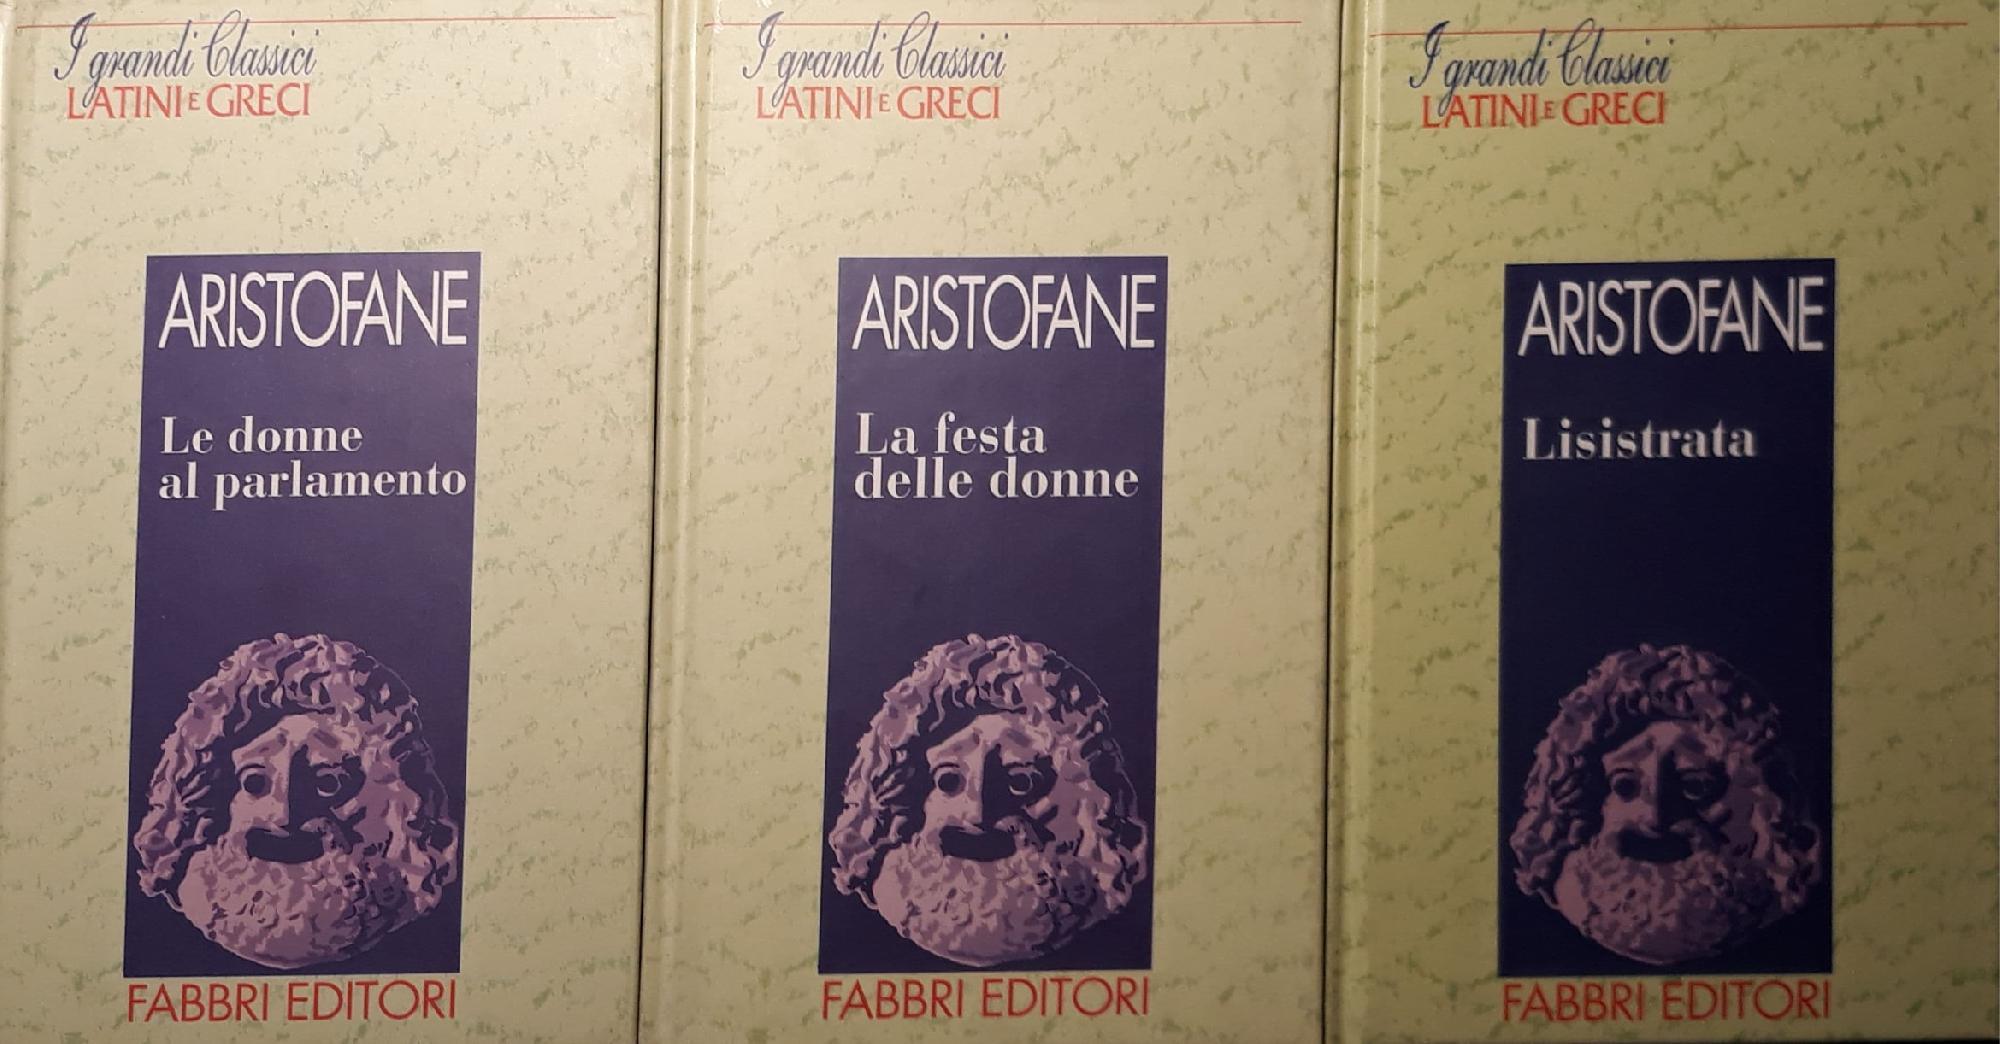 I grandi Classici
LATINI E GRECI
ARISTOFANE
Le donne
al parlamento
FABBRI EDITORI
I grandi Classici
LATINI E GRECI
ARISTOFANE
La festa
delle donne
FABBRI EDITORI
I grandi Classici
LATINI E GRECI
ARISTOFANE
Lisistrata
FABBRI EDITORI